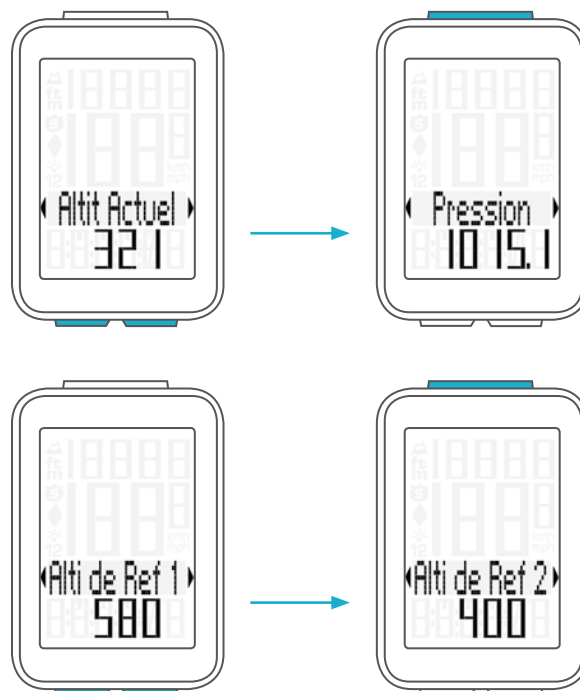 Altit Actuel
321
Pression
1015.1
Alti de Ref 1
580
Alti de Ref 2
400